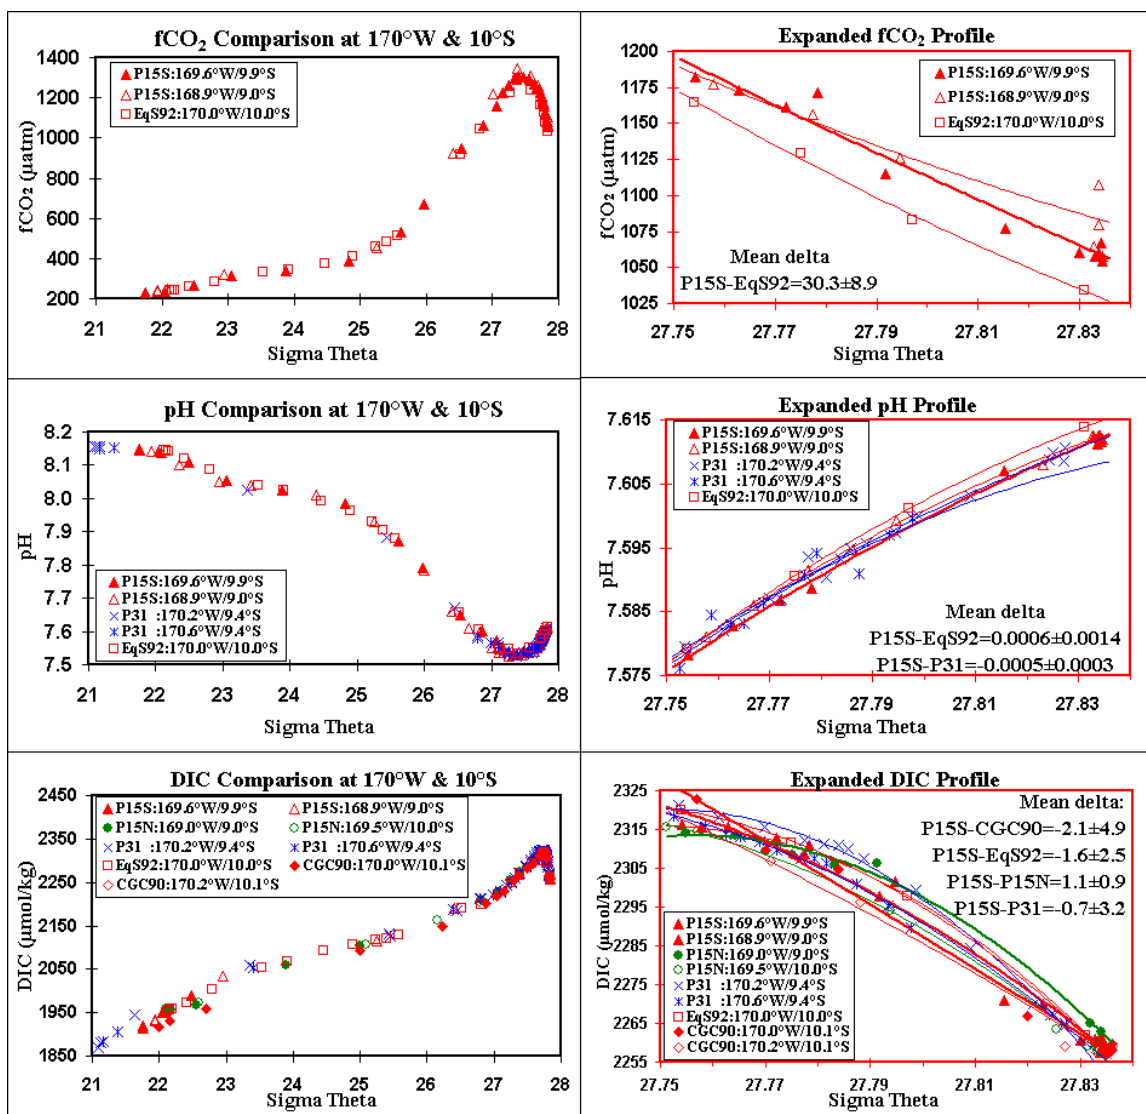 fCO₂ Comparison at 170°W & 10°S
1400
1200
1000
800
600
400
200
fCO₂ (µatm)
P15S:169.6°W/9.9°S
P15S:168.9°W/9.0°S
EqS92:170.0°W/10.0°S
21 22 23 24 25 26 27 28
Sigma Theta
Expanded fCO₂ Profile
1200
1175
1150
1125
1100
1075
1050
1025
fCO₂ (µatm)
P15S:169.6°W/9.9°S
P15S:168.9°W/9.0°S
EqS92:170.0°W/10.0°S
Mean delta
P15S-EqS92=30.3±8.9
27.75 27.77 27.79 27.81 27.83
Sigma Theta
pH Comparison at 170°W & 10°S
8.2
8.1
8.0
7.9
7.8
7.7
7.6
7.5
pH
P15S:169.6°W/9.9°S
P15S:168.9°W/9.0°S
P31 :170.2°W/9.4°S
P31 :170.6°W/9.4°S
EqS92:170.0°W/10.0°S
21 22 23 24 25 26 27 28
Sigma Theta
Expanded pH Profile
7.615
7.605
7.595
7.585
7.575
pH
P15S:169.6°W/9.9°S
P15S:168.9°W/9.0°S
P31 :170.2°W/9.4°S
P31 :170.6°W/9.4°S
EqS92:170.0°W/10.0°S
Mean delta
P15S-EqS92=0.0006±0.0014
P15S-P31=-0.0005±0.0003
27.75 27.77 27.79 27.81 27.83
Sigma Theta
DIC Comparison at 170°W & 10°S
2450
2350
2250
2150
2050
1950
1850
DIC (µmol/kg)
P15S:169.6°W/9.9°S P15S:168.9°W/9.0°S
P15N:169.0°W/9.0°S P15N:169.5°W/10.0°S
P31 :170.2°W/9.4°S P31 :170.6°W/9.4°S
EqS92:170.0°W/10.0°S CGC90:170.0°W/10.1°S
CGC90:170.2°W/10.1°S
21 22 23 24 25 26 27 28
Sigma Theta
Expanded DIC Profile
2325
2315
2305
2295
2285
2275
2265
2255
DIC (µmol/kg)
Mean delta:
P15S-CGC90=-2.1±4.9
P15S-EqS92=-1.6±2.5
P15S-P15N=1.1±0.9
P15S-P31=-0.7±3.2
P15S:169.6°W/9.9°S
P15S:168.9°W/9.0°S
P15N:169.0°W/9.0°S
P15N:169.5°W/10.0°S
P31 :170.2°W/9.4°S
P31 :170.6°W/9.4°S
EqS92:170.0°W/10.0°S
CGC90:170.0°W/10.1°S
CGC90:170.2°W/10.1°S
27.75 27.77 27.79 27.81 27.83
Sigma Theta